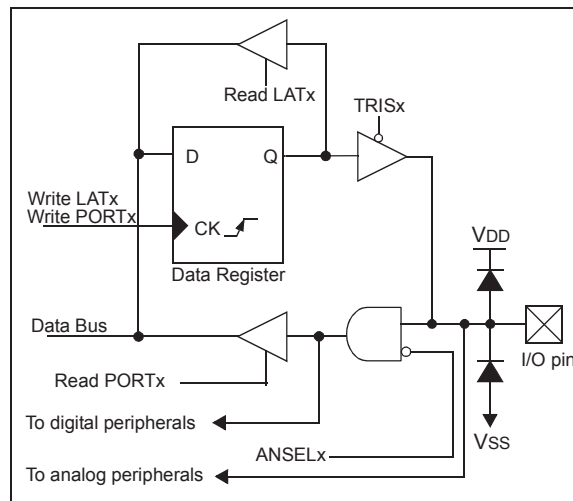 Read LATx
TRISx
D
Q
Write LATx
Write PORTx
CK
Data Register
VDD
Data Bus
I/O pin
Read PORTx
To digital peripherals
ANSELx
VSS
To analog peripherals